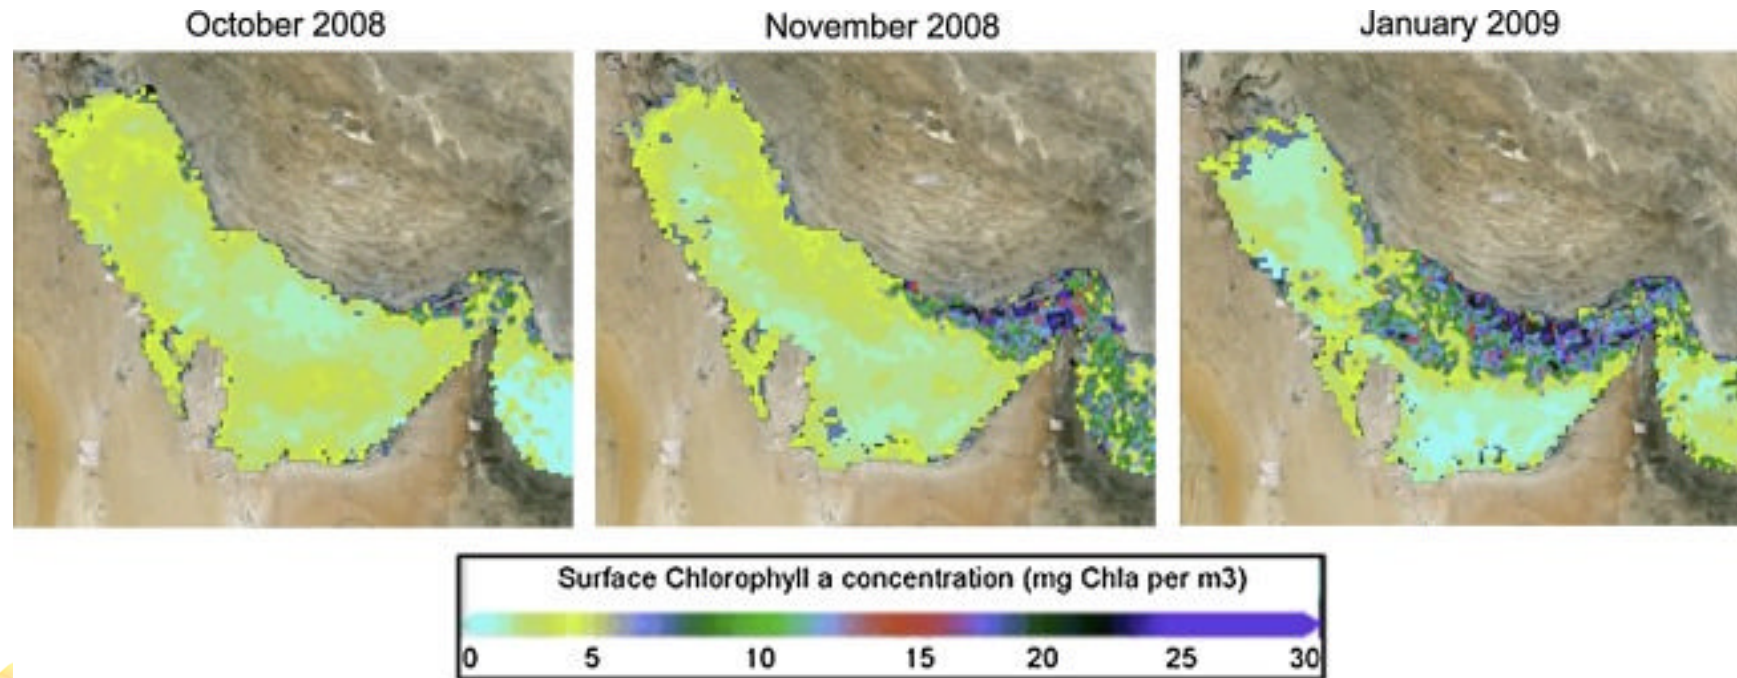 October 2008
November 2008
January 2009
Surface Chlorophyll a concentration (mg Chla per m3)
0 5 10 15 20 25 30